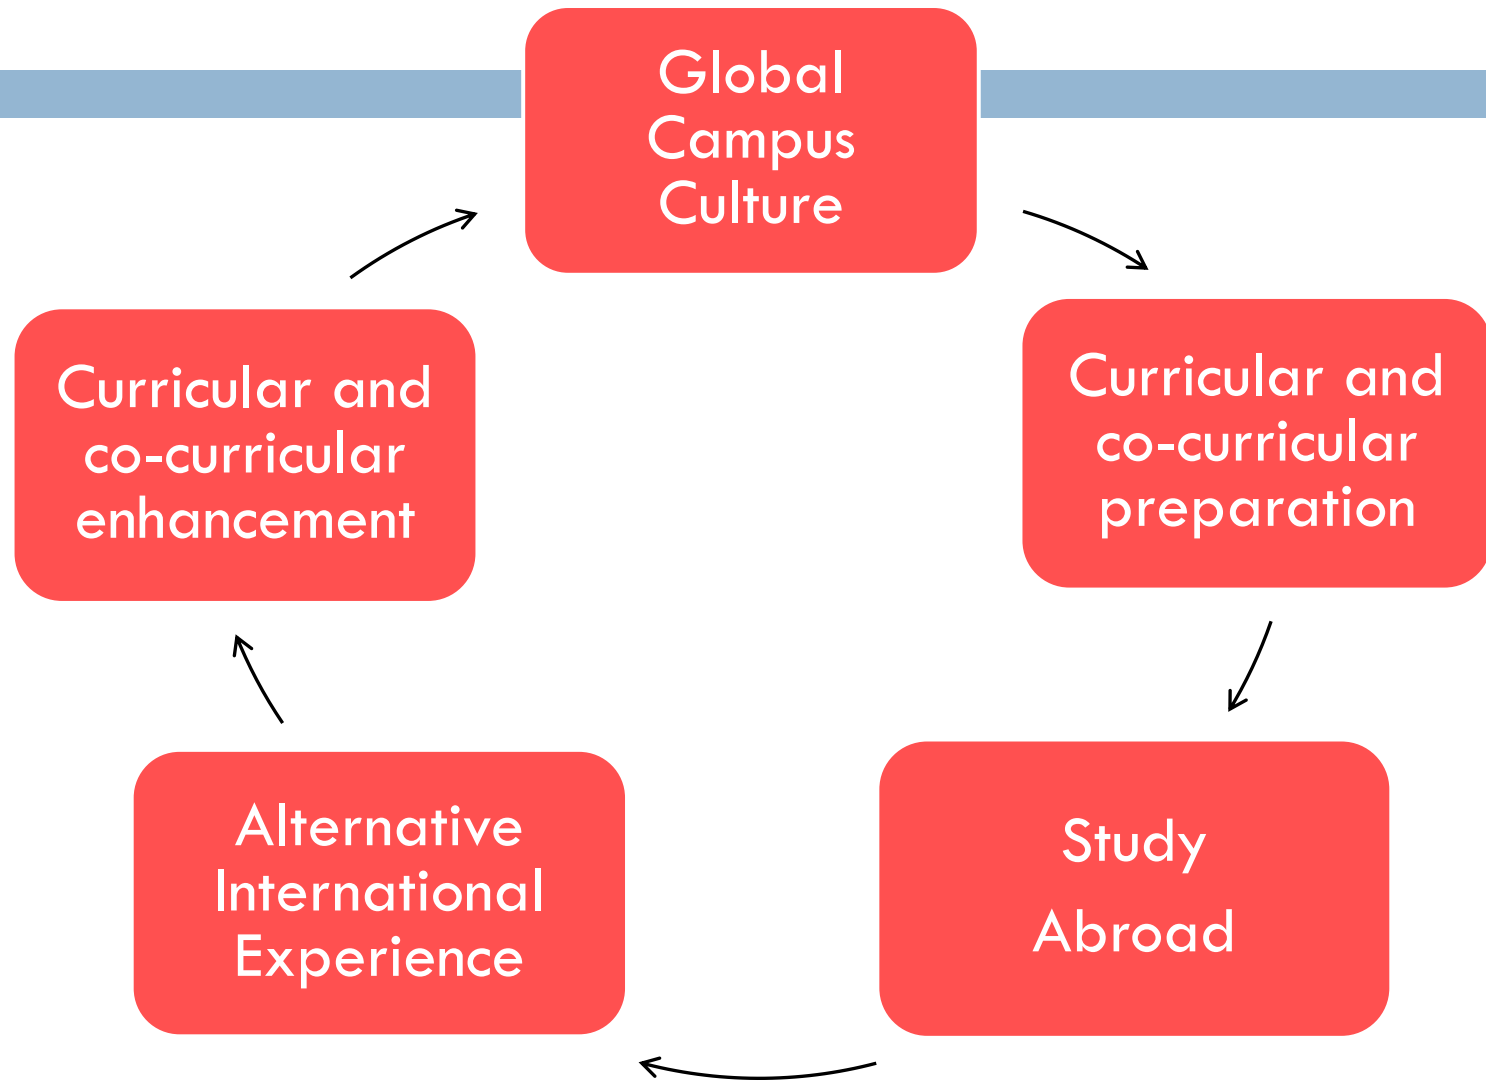 Global
Campus
Culture
Curricular and
co-curricular
preparation
Study
Abroad
Alternative
International
Experience
Curricular and
co-curricular
enhancement